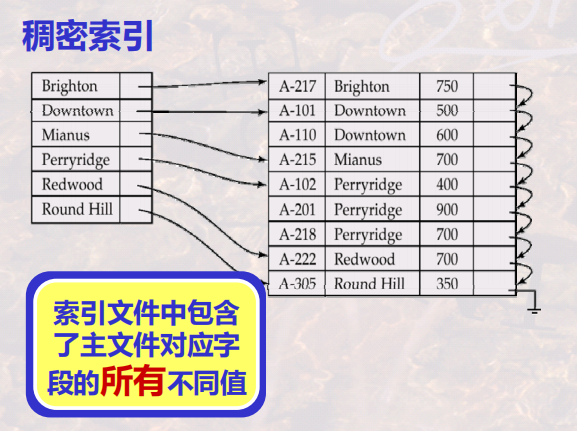 稠密索引
Brighton
Downtown
Mianus
Perryridge
Redwood
Round Hill
A-217 Brighton 750
A-101 Downtown 500
A-110 Downtown 600
A-215 Mianus 700
A-102 Perryridge 400
A-201 Perryridge 900
A-218 Perryridge 700
A-222 Redwood 700
A-305 Round Hill 350
索引文件中包含
了主文件对应字
段的所有不同值